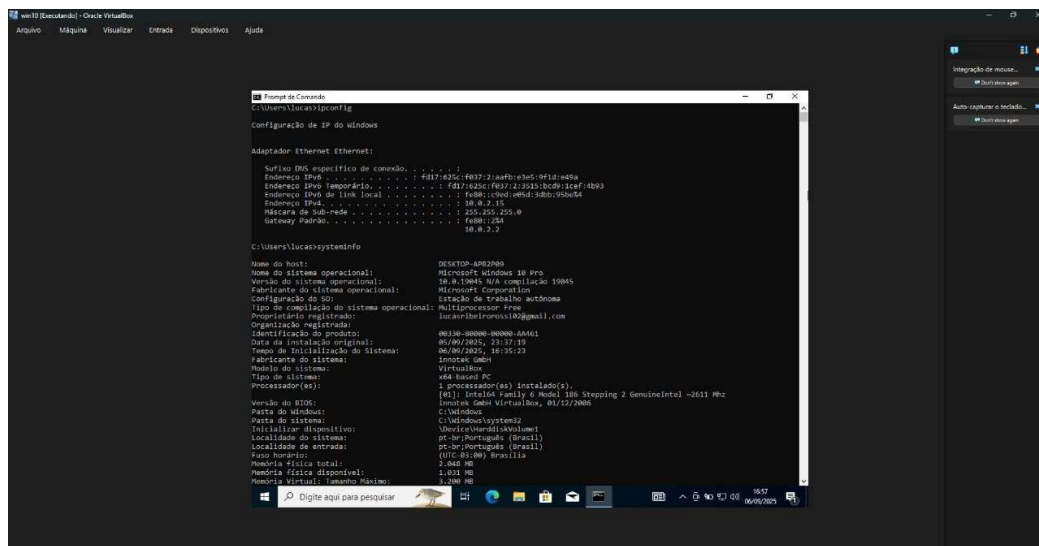 win10 [Executando] - Oracle VirtualBox
Arquivo Máquina Visualizar Entrada Dispositivos Ajuda
Integração de mouse...
Don't show again
Auto-capturar o teclado...
Don't show again
Prompt de Comando
C:\Users\lucas>ipconfig
Configuração de IP do Windows
Adaptador Ethernet Ethernet:
Sufixo DNS específico de conexão. . . . . . :
Endereço IPv6 . . . . . . . . . . : fd17:625c:f037:2:aafb:e3e5:9f1d:e49a
Endereço IPv6 Temporário. . . . . . . . : fd17:625c:f037:2:3515:bcd9:1cef:4b93
Endereço IPv6 de link local . . . . . . . . : fe80::c9ed:e05d:3dbb:95be%4
Endereço IPv4. . . . . . . . . . . . . . . : 10.0.2.15
Máscara de Sub-rede . . . . . . . . . . . . : 255.255.255.0
Gateway Padrão. . . . . . . . . . . . . . . : fe80::2%4
10.0.2.2
C:\Users\lucas>systeminfo
Nome do host: DESKTOP-APB2P09
Nome do sistema operacional: Microsoft Windows 10 Pro
Versão do sistema operacional: 10.0.19045 N/A compilação 19045
Fabricante do sistema operacional: Microsoft Corporation
Configuração do SO: Estação de trabalho autônoma
Tipo de compilação do sistema operacional: Multiprocessor Free
Proprietário registrado: lucasribeirorossi02@gmail.com
Organização registrada:
Identificação do produto: 00330-80000-00000-AA461
Data da instalação original: 05/09/2025, 23:37:19
Tempo de Inicialização do Sistema: 06/09/2025, 16:35:23
Fabricante do sistema: innotek GmbH
Modelo do sistema: VirtualBox
Tipo de sistema: x64-based PC
Processador(es): 1 processador(es) instalado(s).
[01]: Intel64 Family 6 Model 186 Stepping 2 GenuineIntel ~2611 Mhz
Versão do BIOS: innotek GmbH VirtualBox, 01/12/2006
Pasta do Windows: C:\Windows
Pasta do sistema: C:\Windows\system32
Inicializar dispositivo: \Device\HarddiskVolume1
Localidade do sistema: pt-br;Português (Brasil)
Localidade de entrada: pt-br;Português (Brasil)
Fuso horário: (UTC-03:00) Brasília
Memória física total: 2.048 MB
Memória física disponível: 1.031 MB
Memória Virtual: Tamanho Máximo: 3.200 MB
Digite aqui para pesquisar
16:57
06/09/2025